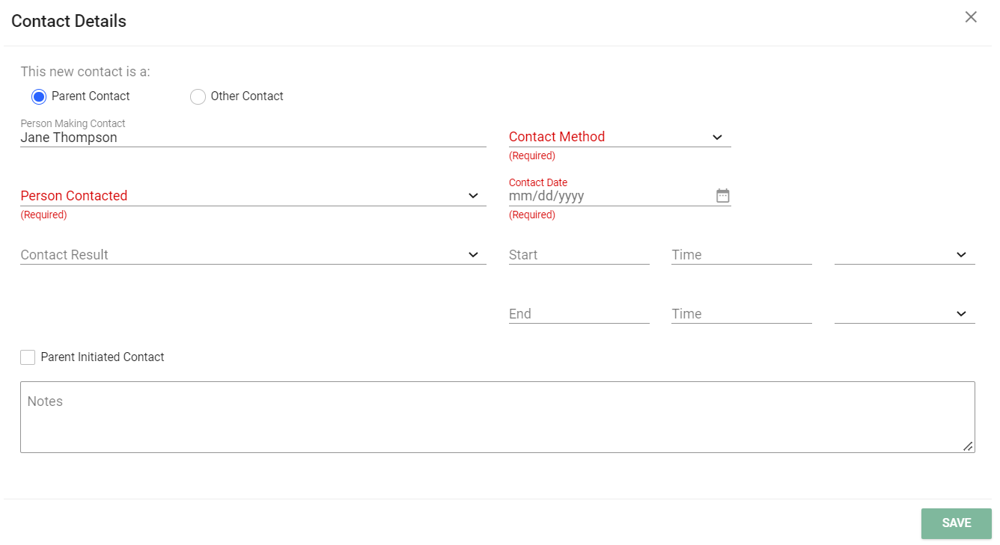 Contact Details
This new contact is a:
Parent Contact Other Contact
Person Making Contact
Jane Thompson
Contact Method
(Required)
Person Contacted
(Required)
Contact Date
mm/dd/yyyy
(Required)
Contact Result
Start Time
End Time
Parent Initiated Contact
Notes
SAVE